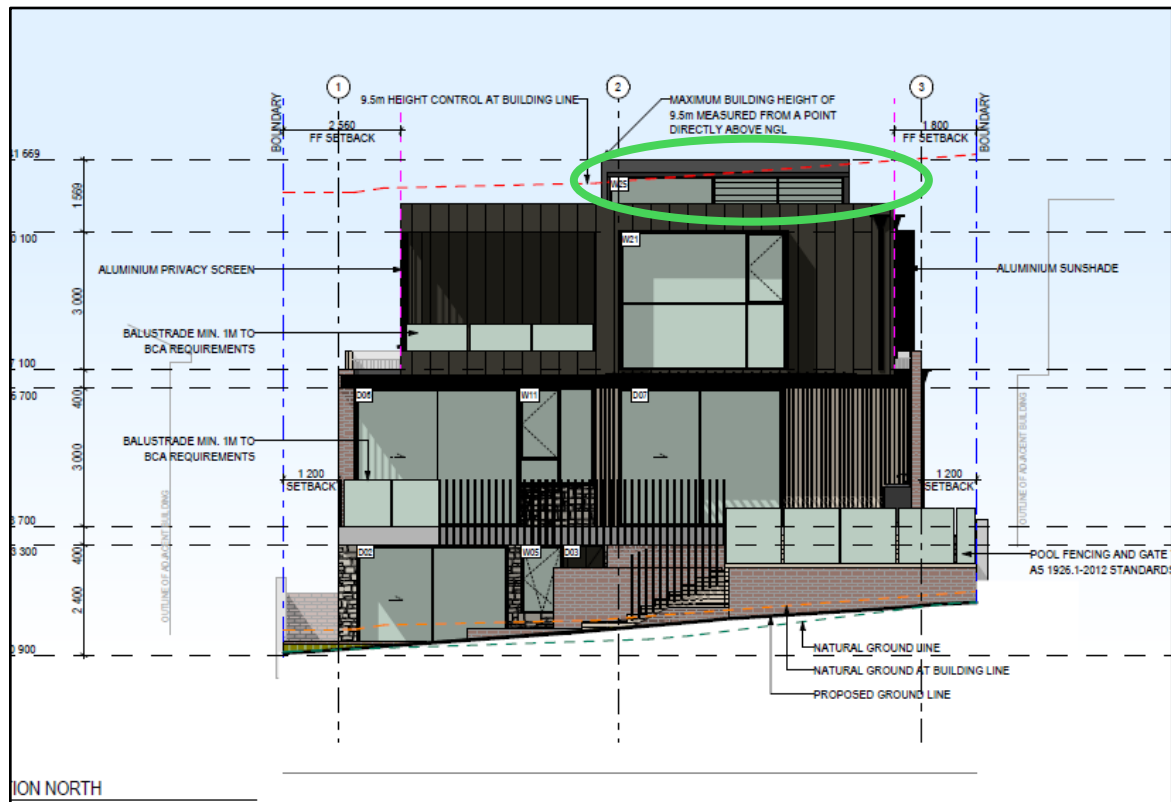 1
2
3
9.5m HEIGHT CONTROL AT BUILDING LINE
MAXIMUM BUILDING HEIGHT OF
9.5m MEASURED FROM A POINT
DIRECTLY ABOVE NGL
BOUNDARY
BOUNDARY
2 560
FF SETBACK
1 800
FF SETBACK
1 669
1 569
W25
0 100
W21
ALUMINIUM PRIVACY SCREEN
ALUMINIUM SUNSHADE
3 000
BALUSTRADE MIN. 1M TO
BCA REQUIREMENTS
7 100
6 700
400
D06
W11
D07
BALUSTRADE MIN. 1M TO
BCA REQUIREMENTS
3 000
1 200
SETBACK
1 200
SETBACK
OUTLINE OF ADJACENT BUILDING
OUTLINE OF ADJACENT BUILDING
3 700
3 300
400
D02
W05
D03
POOL FENCING AND GATE
AS 1926.1-2012 STANDARDS
2 400
0 900
NATURAL GROUND LINE
NATURAL GROUND AT BUILDING LINE
PROPOSED GROUND LINE
ION NORTH